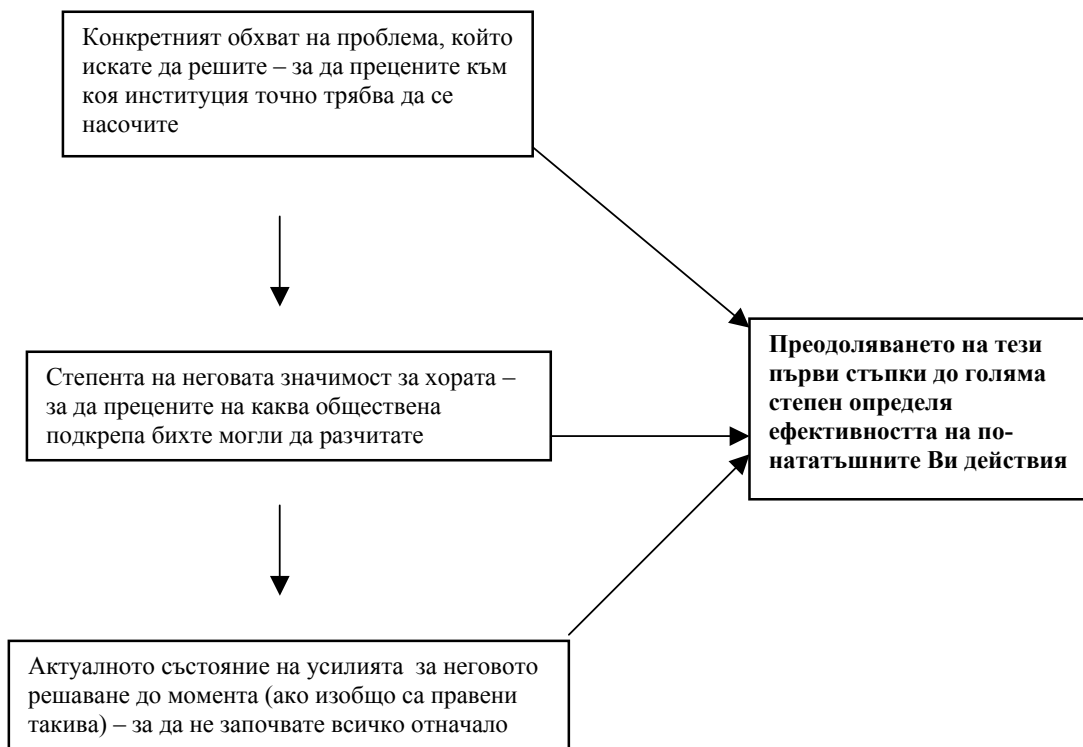 Конкретният обхват на проблема, който
искате да решите – за да прецените към
коя институция точно трябва да се
насочите
Степента на неговата значимост за хората –
за да прецените на каква обществена
подкрепа бихте могли да разчитате
Преодоляването на тези
първи стъпки до голяма
степен определя
ефективността на по-
нататъшните Ви действия
Актуалното състояние на усилията за неговото
решаване до момента (ако изобщо са правени
такива) – за да не започвате всичко отначало